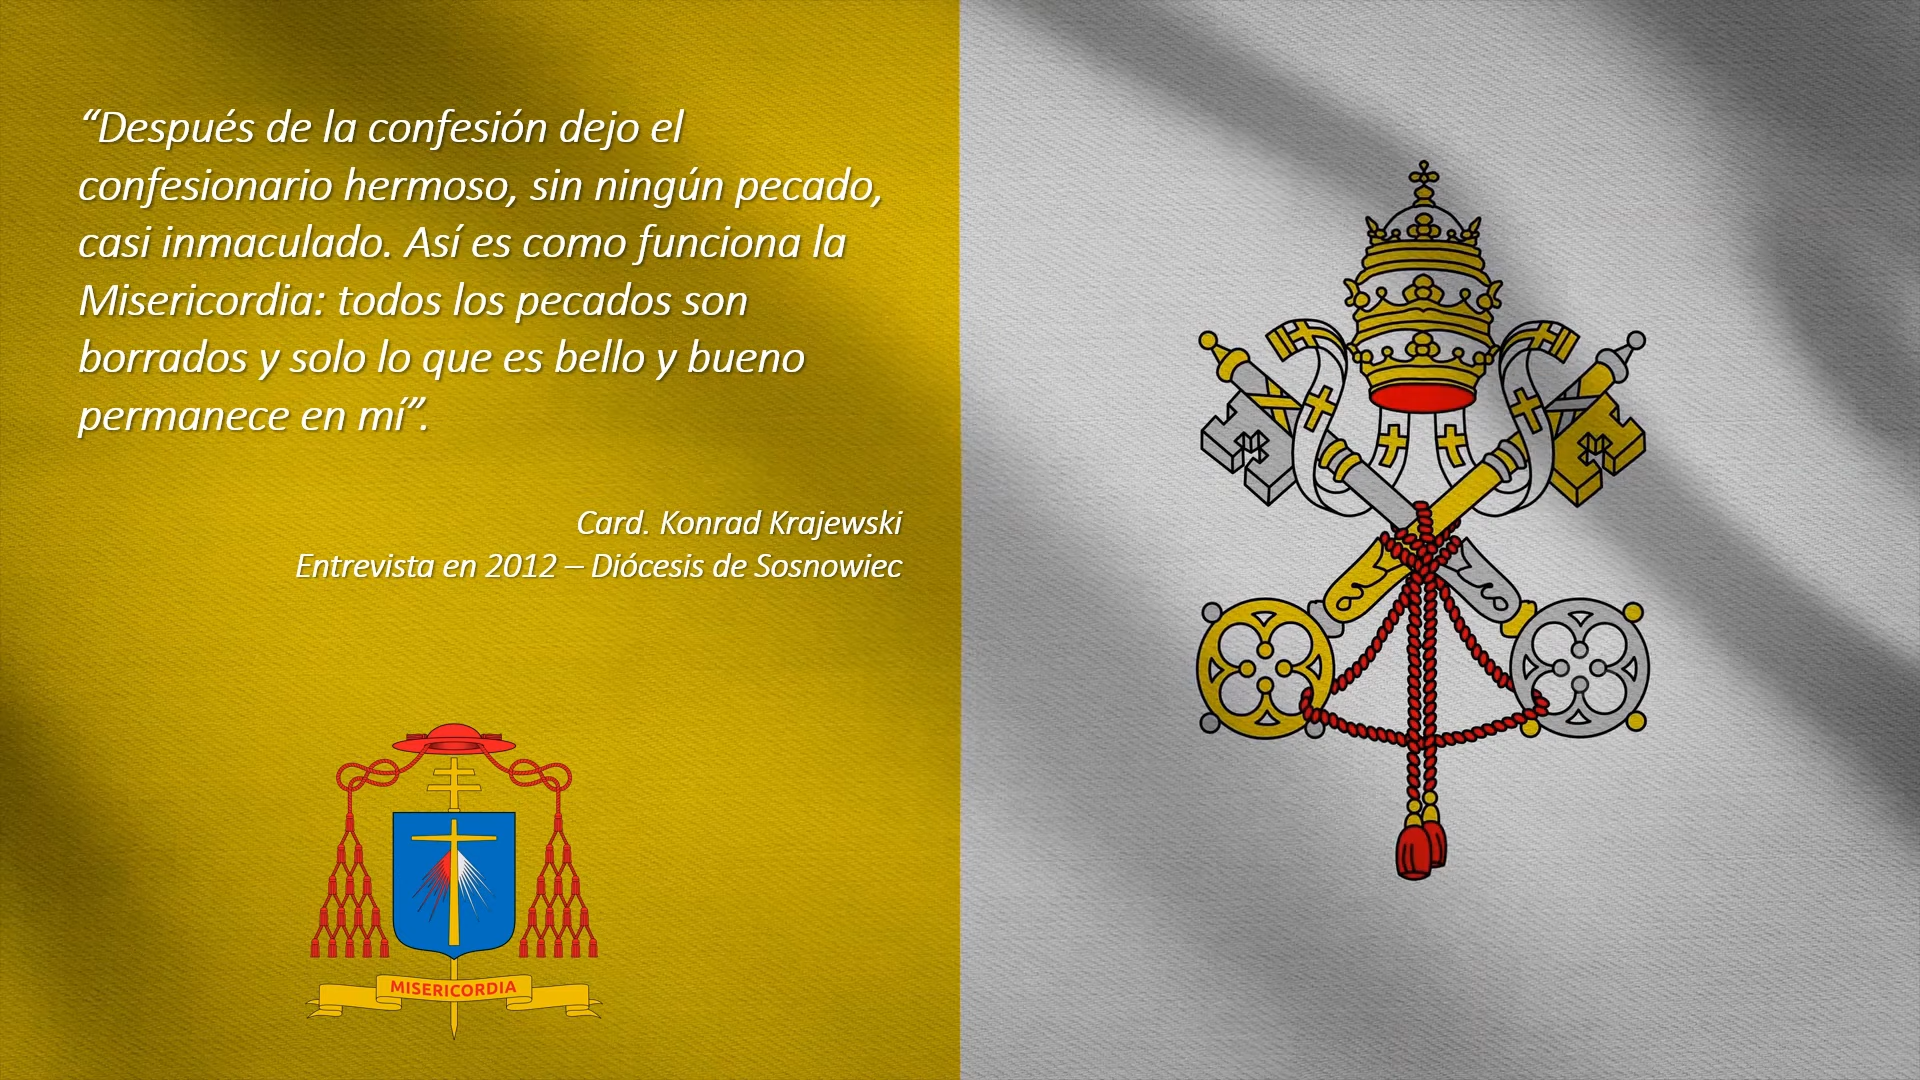 “Después de la confesión dejo el
confesionario hermoso, sin ningún pecado,
casi inmaculado. Así es como funciona la
Misericordia: todos los pecados son
borrados y solo lo que es bello y bueno
permanece en mí”.
Card. Konrad Krajewski
Entrevista en 2012 – Diócesis de Sosnowiec
MISERICORDIA